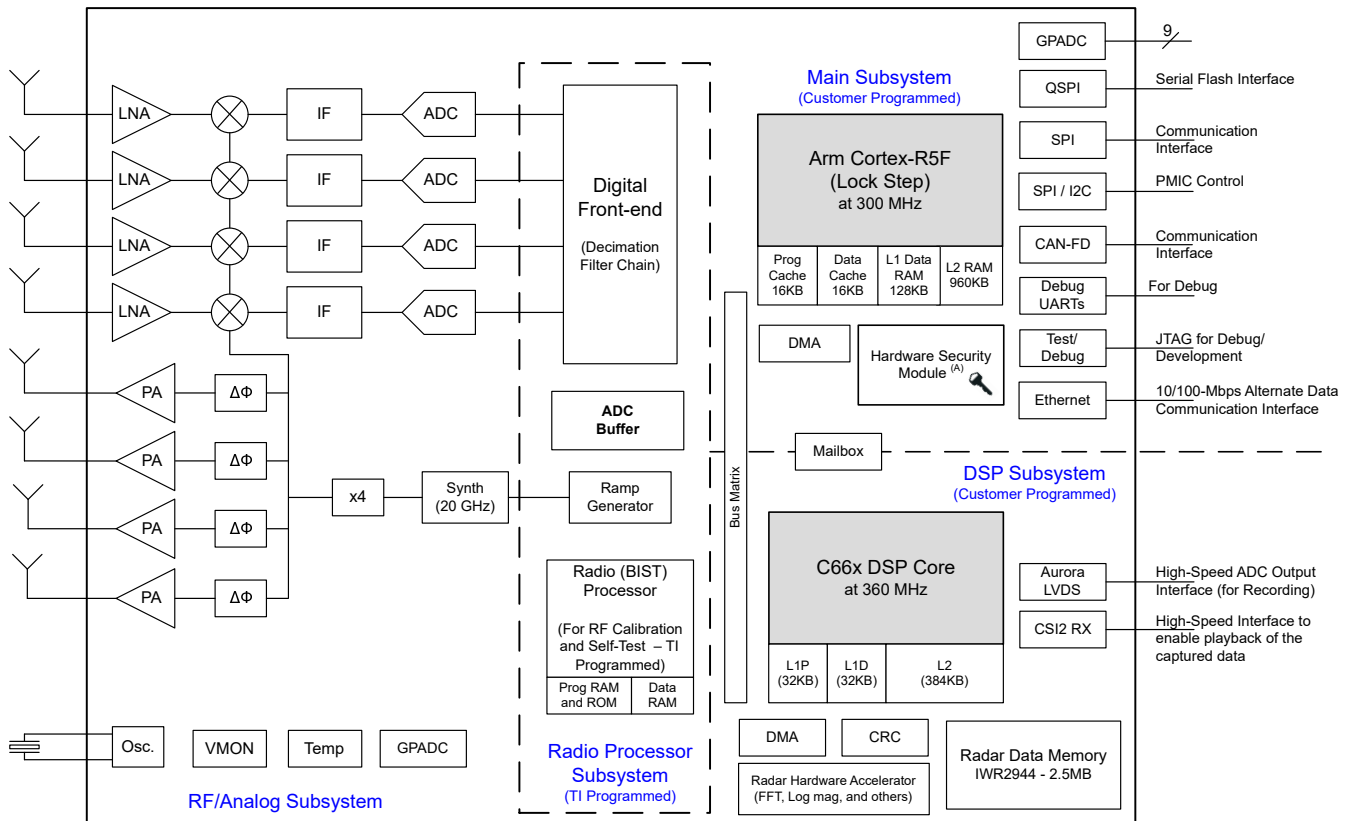 LNA
IF
ADC
LNA
IF
ADC
LNA
IF
ADC
LNA
IF
ADC
PA
ΔΦ
PA
ΔΦ
PA
ΔΦ
PA
ΔΦ
x4
Synth
(20 GHz)
Osc.
VMON
Temp
GPADC
RF/Analog Subsystem
Digital
Front-end
(Decimation
Filter Chain)
ADC
Buffer
Ramp
Generator
Radio (BIST)
Processor
(For RF Calibration
and Self-Test – TI
Programmed)
Prog RAM
and ROM
Data
RAM
Radio Processor
Subsystem
(TI Programmed)
Bus Matrix
Main Subsystem
(Customer Programmed)
Arm Cortex-R5F
(Lock Step)
at 300 MHz
Prog
Cache
16KB
Data
Cache
16KB
L1 Data
RAM
128KB
L2 RAM
960KB
DMA
Hardware Security
Module (A)
Mailbox
GPADC
9
QSPI
Serial Flash Interface
SPI
Communication
Interface
SPI / I2C
PMIC Control
CAN-FD
Communication
Interface
Debug
UARTs
For Debug
Test/
Debug
JTAG for Debug/
Development
Ethernet
10/100-Mbps Alternate Data
Communication Interface
DSP Subsystem
(Customer Programmed)
C66x DSP Core
at 360 MHz
L1P
(32KB)
L1D
(32KB)
L2
(384KB)
Aurora
LVDS
High-Speed ADC Output
Interface (for Recording)
CSI2 RX
High-Speed Interface to
enable playback of the
captured data
DMA
CRC
Radar Hardware Accelerator
(FFT, Log mag, and others)
Radar Data Memory
IWR2944 - 2.5MB